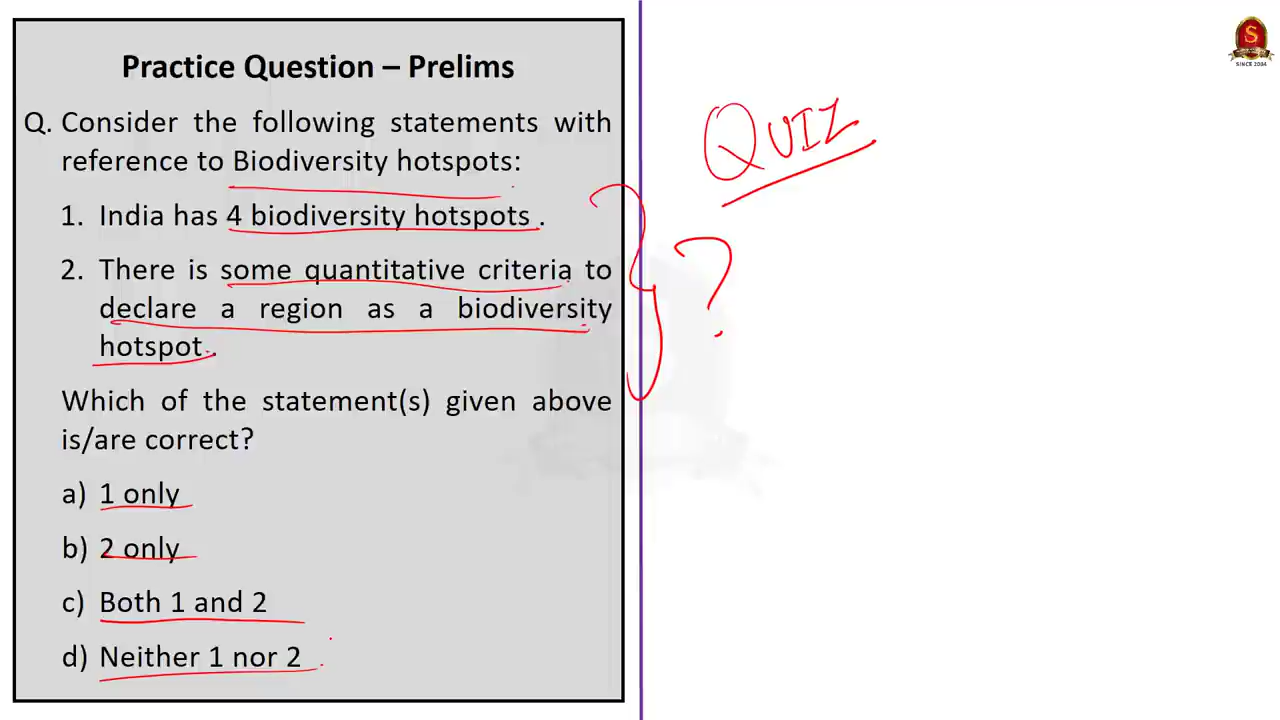 Practice Question – Prelims
Q. Consider the following statements with
reference to Biodiversity hotspots:
1. India has 4 biodiversity hotspots .
2. There is some quantitative criteria to
declare a region as a biodiversity
hotspot .
Which of the statement(s) given above
is/are correct?
a) 1 only
b) 2 only
c) Both 1 and 2
d) Neither 1 nor 2
QUIZ
?
S
SINCE 2004